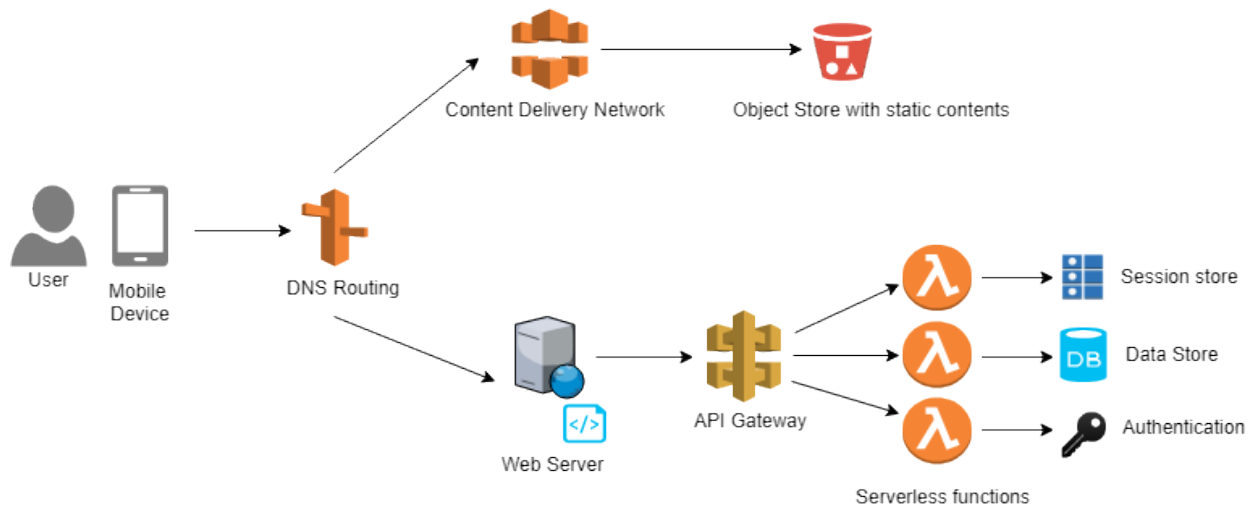 Content Delivery Network
Object Store with static contents
User
Mobile
Device
DNS Routing
Session store
DB
Data Store
API Gateway
Authentication
</>
Web Server
Serverless functions
λ
λ
λ